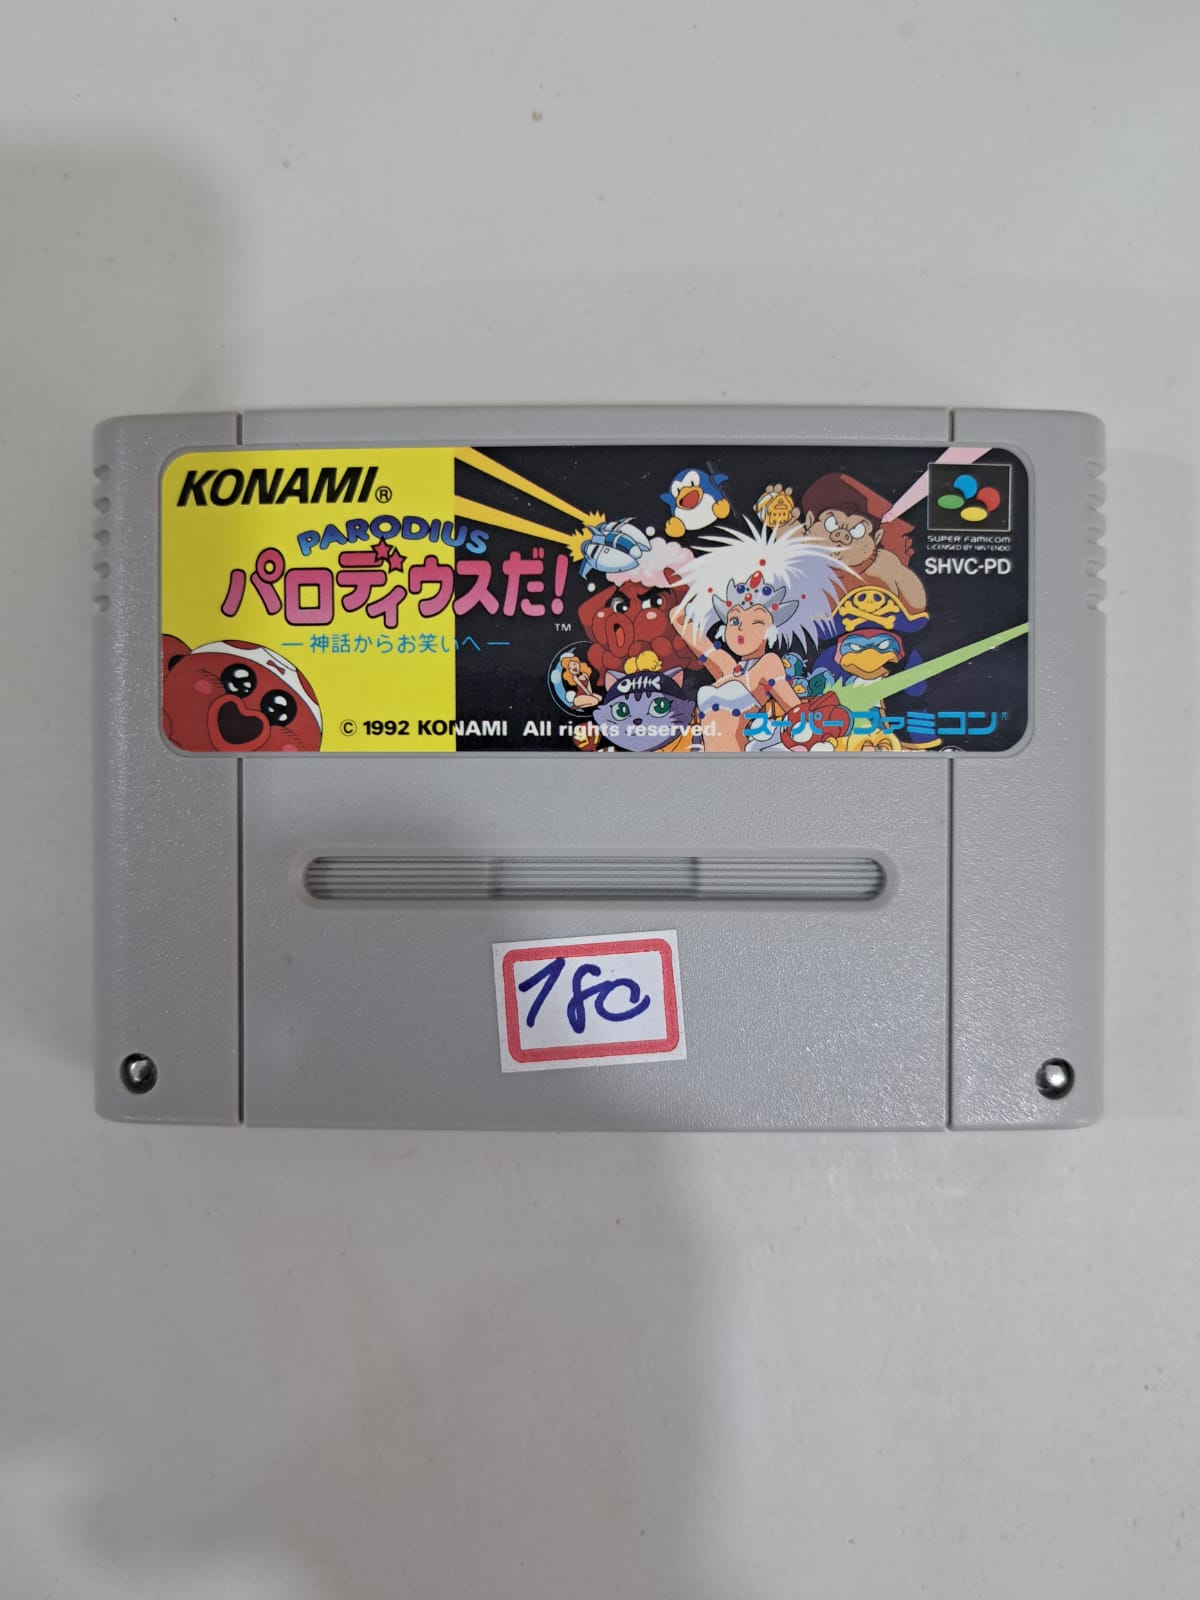 KONAMI®
SUPER FAMICOM
LICENSED BY NINTENDO
SHVC-PD
PARODIUS
パロディウスだ!™
―神話からお笑いへ―
© 1992 KONAMI All rights reserved.
スーパーファミコン®
180